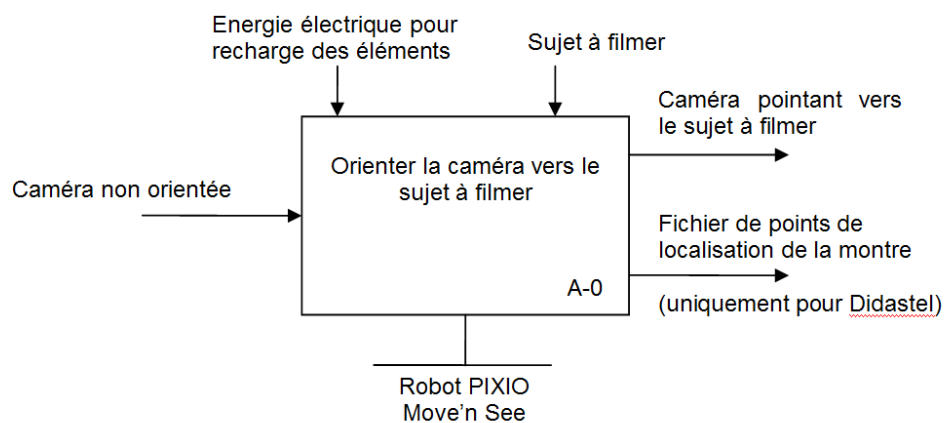 Energie électrique pour
recharge des éléments
Sujet à filmer
Caméra pointant vers
le sujet à filmer
Orienter la caméra vers le
sujet à filmer
Caméra non orientée
Fichier de points de
localisation de la montre
(uniquement pour Didastel)
A-0
Robot PIXIO
Move’n See